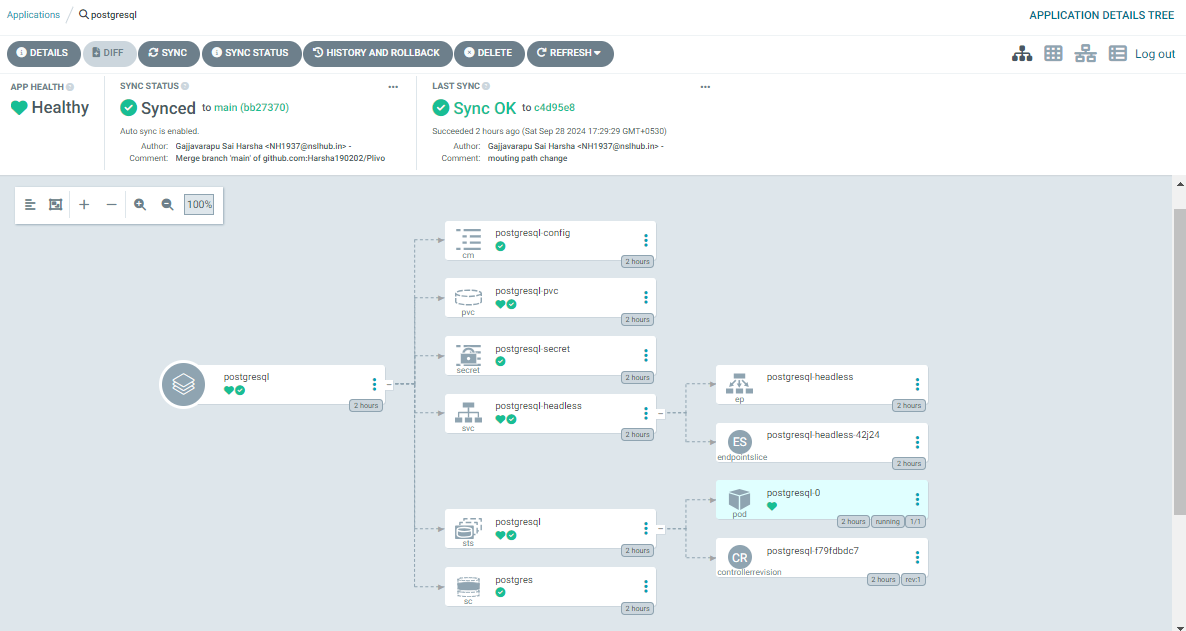 Applications / postgresql
APPLICATION DETAILS TREE
DETAILS DIFF SYNC SYNC STATUS HISTORY AND ROLLBACK DELETE REFRESH
Log out
APP HEALTH
Healthy
SYNC STATUS
Synced to main (bb27370)
Auto sync is enabled.
Author: Gajjavarapu Sai Harsha <NH1937@nslhub.in> -
Comment: Merge branch 'main' of github.com:Harsha190202/Plivo
LAST SYNC
Sync OK to c4d95e8
Succeeded 2 hours ago (Sat Sep 28 2024 17:29:29 GMT+0530)
Author: Gajjavarapu Sai Harsha <NH1937@nslhub.in> -
Comment: mouting path change
100%
postgresql
2 hours
postgresql-config
cm
2 hours
postgresql-pvc
pvc
2 hours
postgresql-secret
secret
2 hours
postgresql-headless
svc
2 hours
postgresql
sts
2 hours
postgres
sc
2 hours
postgresql-headless
ep
2 hours
ES
postgresql-headless-42j24
endpointslice
2 hours
postgresql-0
pod
2 hours running 1/1
CR
postgresql-f79fdbdc7
controllerrevision
2 hours rev:1